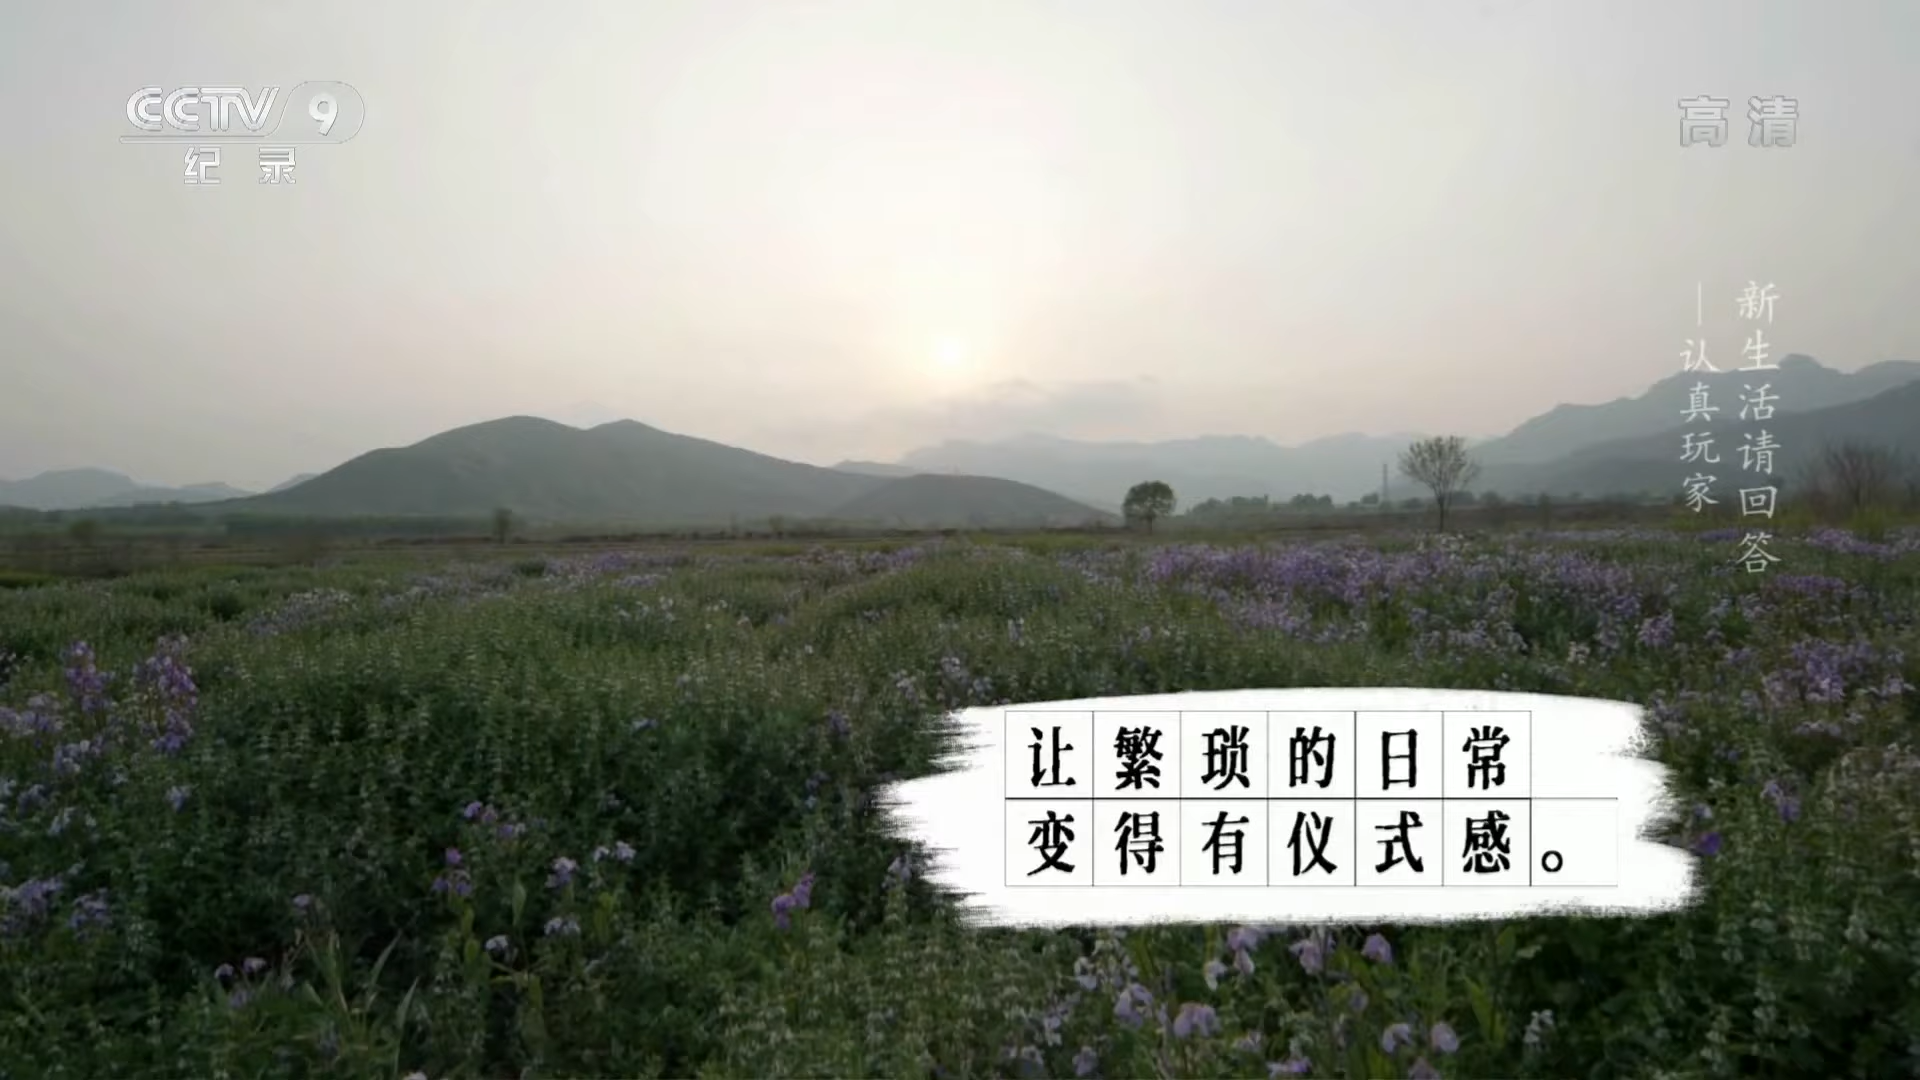 CCTV 9
纪录
高清
新生活请回答
—认真玩家
让繁琐的日常
变得有仪式感。